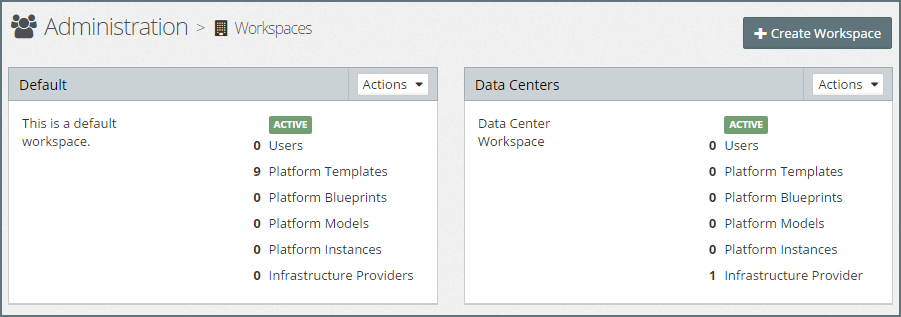 Administration > Workspaces
Create Workspace
Default Actions
This is a default
workspace.
ACTIVE
0 Users
9 Platform Templates
0 Platform Blueprints
0 Platform Models
0 Platform Instances
0 Infrastructure Providers
Data Centers Actions
Data Center
Workspace
ACTIVE
0 Users
0 Platform Templates
0 Platform Blueprints
0 Platform Models
0 Platform Instances
1 Infrastructure Provider